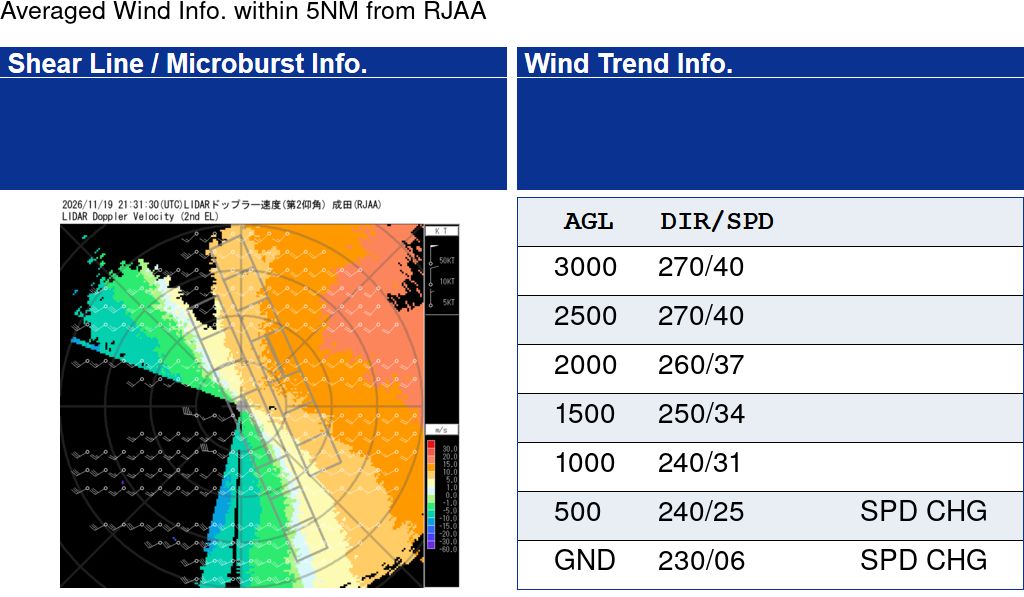 Averaged Wind Info. within 5NM from RJAA
Shear Line / Microburst Info.
Wind Trend Info.
2026/11/19 21:31:30(UTC)LIDARドップラー速度(第2仰角) 成田(RJAA)
LIDAR Doppler Velocity (2nd EL)
K T
50KT
10KT
5KT
m/s
30.0
20.0
15.0
10.0
5.0
1.0
0.0
-1.0
-5.0
-10.0
-15.0
-20.0
-30.0
-60.0
AGL DIR/SPD
3000 270/40
2500 270/40
2000 260/37
1500 250/34
1000 240/31
500 240/25 SPD CHG
GND 230/06 SPD CHG